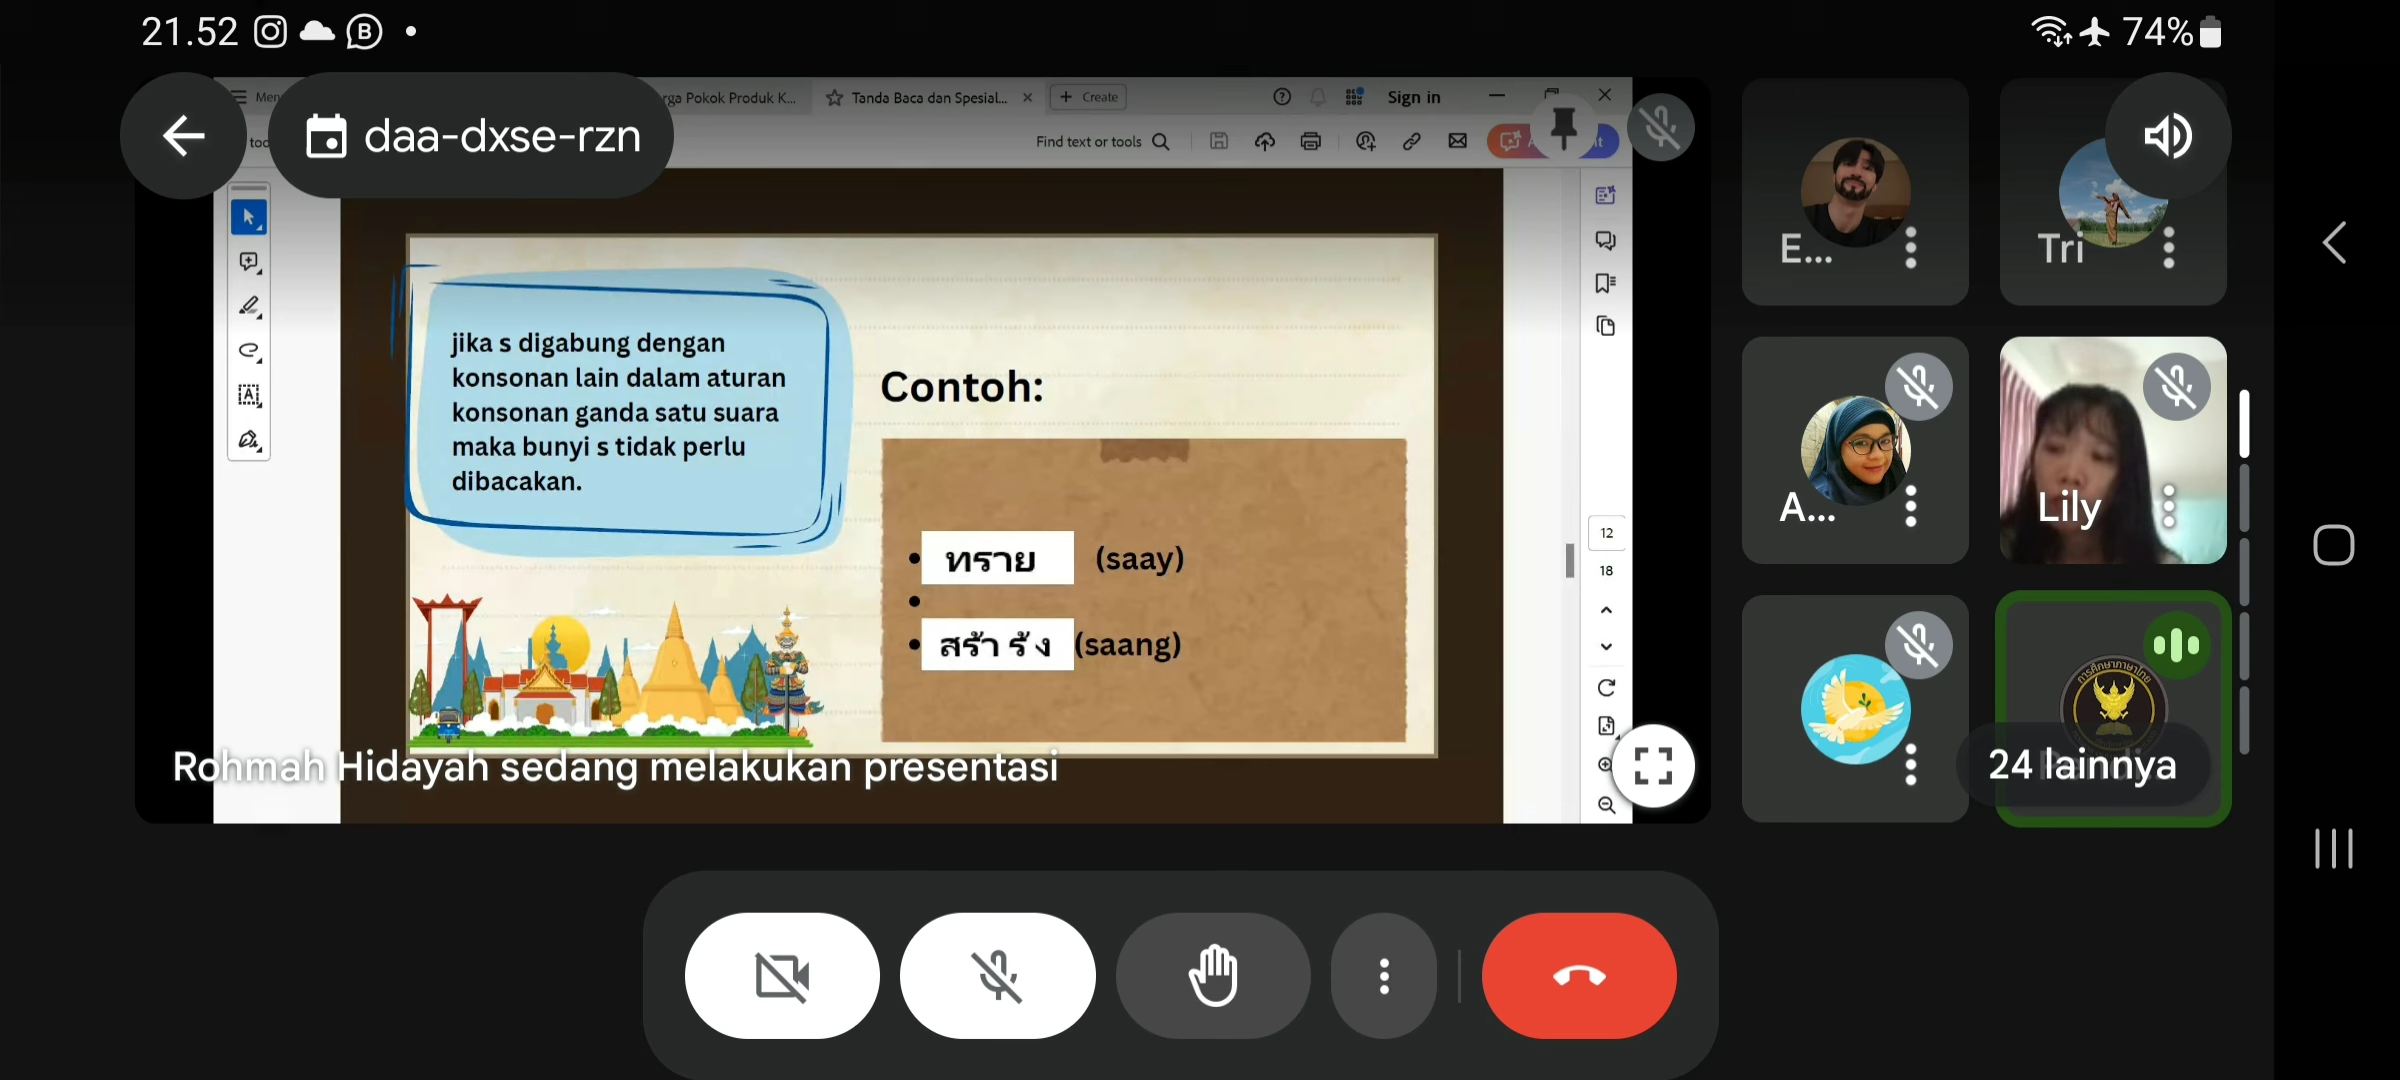 21.52
74%
daa-dxse-rzn
rga Pokok Produk K...
Tanda Baca dan Spesial...
Create
Sign in
Find text or tools
jika s digabung dengan
konsonan lain dalam aturan
konsonan ganda satu suara
maka bunyi s tidak perlu
dibacakan.
Contoh:
ทราย (saay)
สร้า ร้ ง (saang)
12
18
Rohmah Hidayah sedang melakukan presentasi
E...
Tri
A...
Lily
24 lainnya